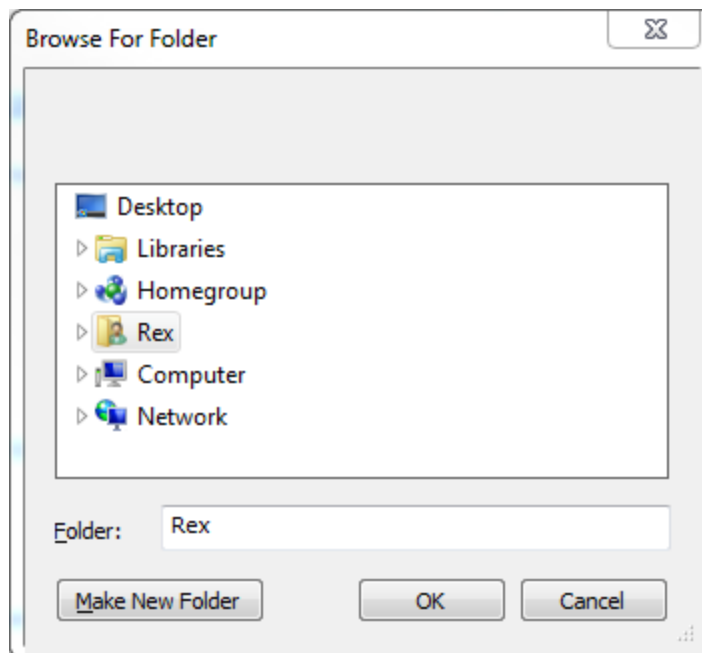 Browse For Folder
Desktop
Libraries
Homegroup
Rex
Computer
Network
Folder: Rex
Make New Folder OK Cancel